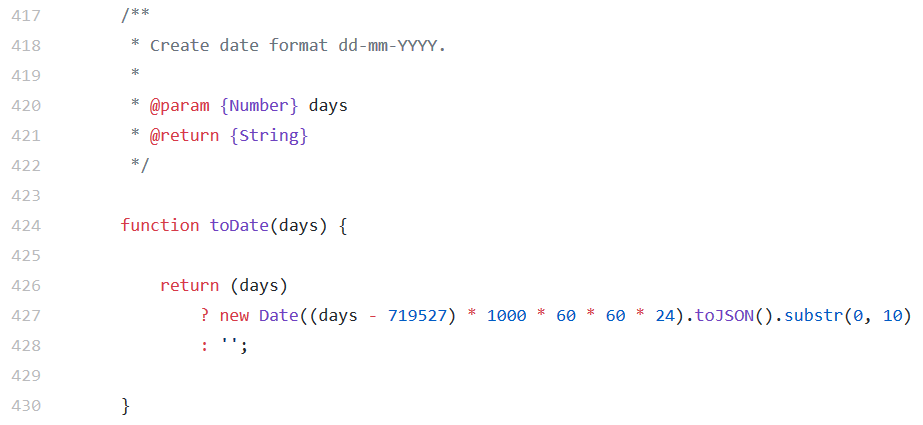 417 /**
418  * Create date format dd-mm-YYYY.
419  *
420  * @param {Number} days
421  * @return {String}
422  */
423
424 function toDate(days) {
425
426     return (days)
427         ? new Date((days - 719527) * 1000 * 60 * 60 * 24).toJSON().substr(0, 10)
428         : '';
429
430 }